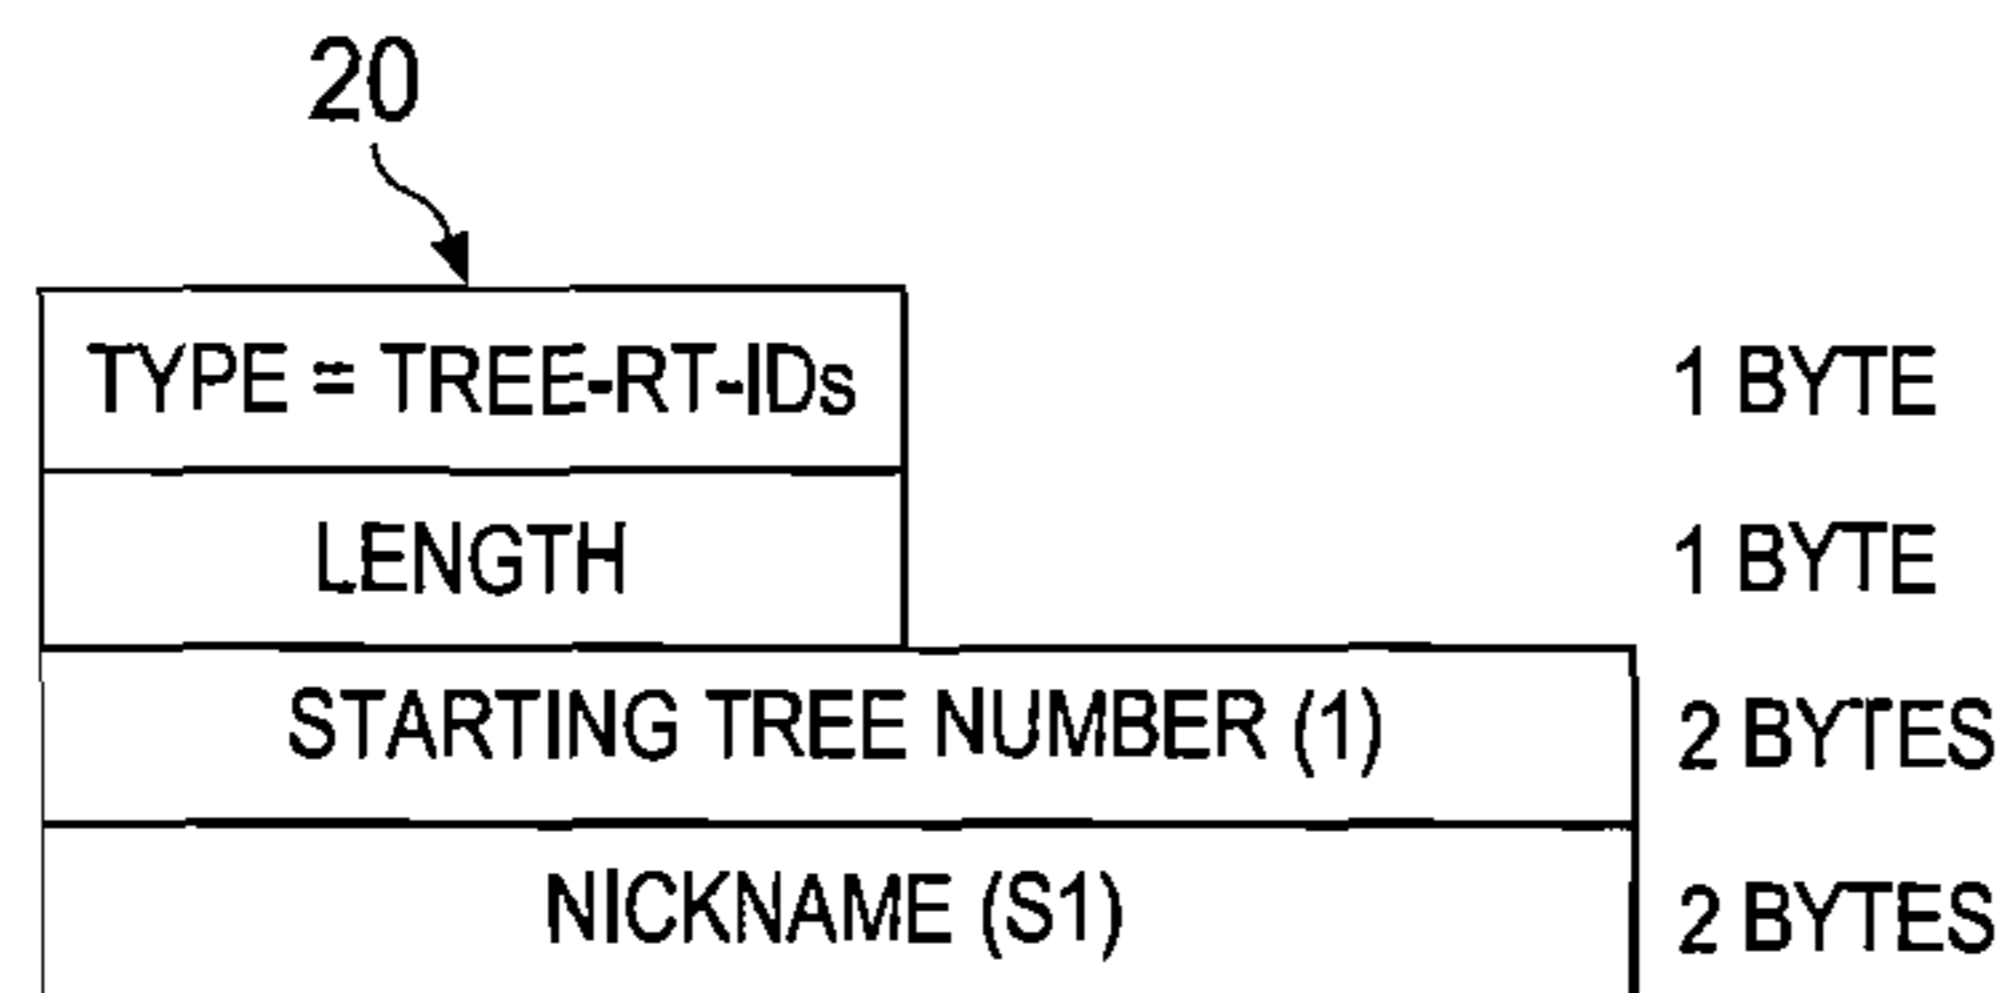 20
TYPE = TREE-RT-IDs 1 BYTE
LENGTH 1 BYTE
STARTING TREE NUMBER (1) 2 BYTES
NICKNAME (S1) 2 BYTES